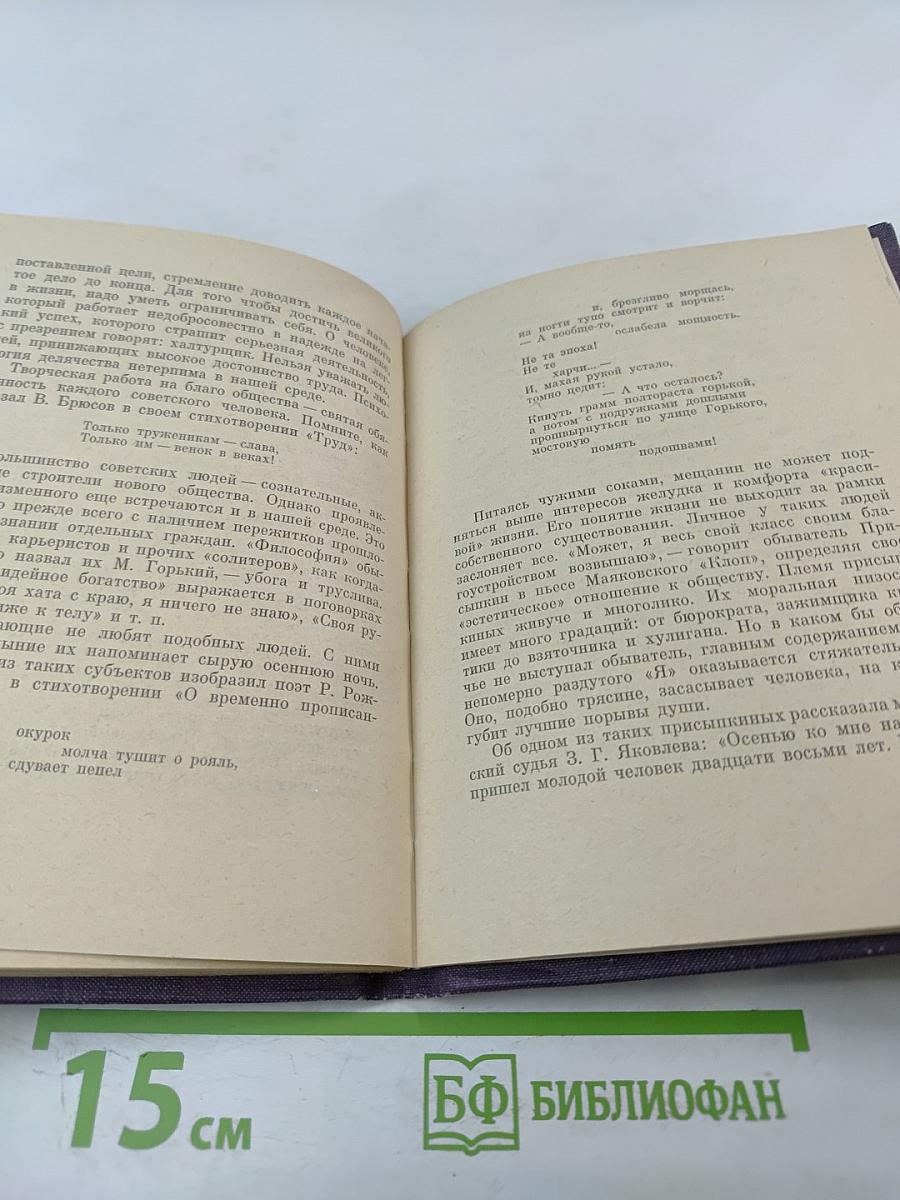 поставленной цели, стремление доводить каждое нача-
тое дело до конца. Для того чтобы достичь великого
в жизни, надо уметь ограничивать себя. О человеке,
который работает недобросовестно в надежде на лег-
кий успех, которого страшит серьезная деятельность,
с презрением говорят: халтурщик. Нельзя уважать лю-
ей, принижающих высокое достоинство труда. Психо-
огия делячества нетерпима в нашей среде.
Творческая работа на благо общества — святая обя-
нность каждого советского человека. Помните, как
азал В. Брюсов в своем стихотворении «Труд»:
Только труженикам — слава,
Только им — венок в веках!
ольшинство советских людей — сознательные, ак-
е строители нового общества. Однако проявле-
изменного еще встречаются и в нашей среде. Это
о прежде всего с наличием пережитков прошло-
знании отдельных граждан. «Философия» обы-
карьеристов и прочих «солитеров», как когда-
о назвал их М. Горький, — убога и труслива.
идейное богатство» выражается в поговорках
оя хата с краю, я ничего не знаю», «Своя ру-
иже к телу» и т. п.
ающие не любят подобных людей. С ними
ыние их напоминает сырую осеннюю ночь.
из таких субъектов изобразил поэт Р. Рож-
в стихотворении «О временно прописан-
окурок
молча тушит о рояль,
сдувает пепел
и, брезгливо морщась,
на ногти тупо смотрит и ворчит:
— А вообще-то,
ослабела мощность.
Не та эпоха!
Не те
харчи...—
И, махая рукой устало,
томно цедит:
— А что осталось?
Кинуть грамм полтораста горькой,
а потом с подружками дошлыми
прошвырнуться по улице Горького,
мостовую
помять
подошвами!
Питаясь чужими соками, мещанин не может под-
няться выше интересов желудка и комфорта «краси-
вой» жизни. Его понятие жизни не выходит за рамки
собственного существования. Личное у таких людей
заслоняет все. «Может, я весь свой класс своим бла-
гоустройством возвышаю», — говорит обыватель При-
сыпкин в пьесе Маяковского «Клоп», определяя свое
«эстетическое» отношение к обществу. Племя присып
киных живуче и многолико. Их моральная низос
имеет много градаций: от бюрократа, зажимщика кр
тики до взяточника и хулигана. Но в каком бы об
чье не выступал обыватель, главным содержанием
непомерно раздутого «Я» оказывается стяжатель
Оно, подобно трясине, засасывает человека, на к
губит лучшие порывы души.
Об одном из таких присыпкиных рассказала м
ский судья З. Г. Яковлева: «Осенью ко мне на
пришел молодой человек двадцати восьми лет.
15 см
БФ БИБЛИОФАН